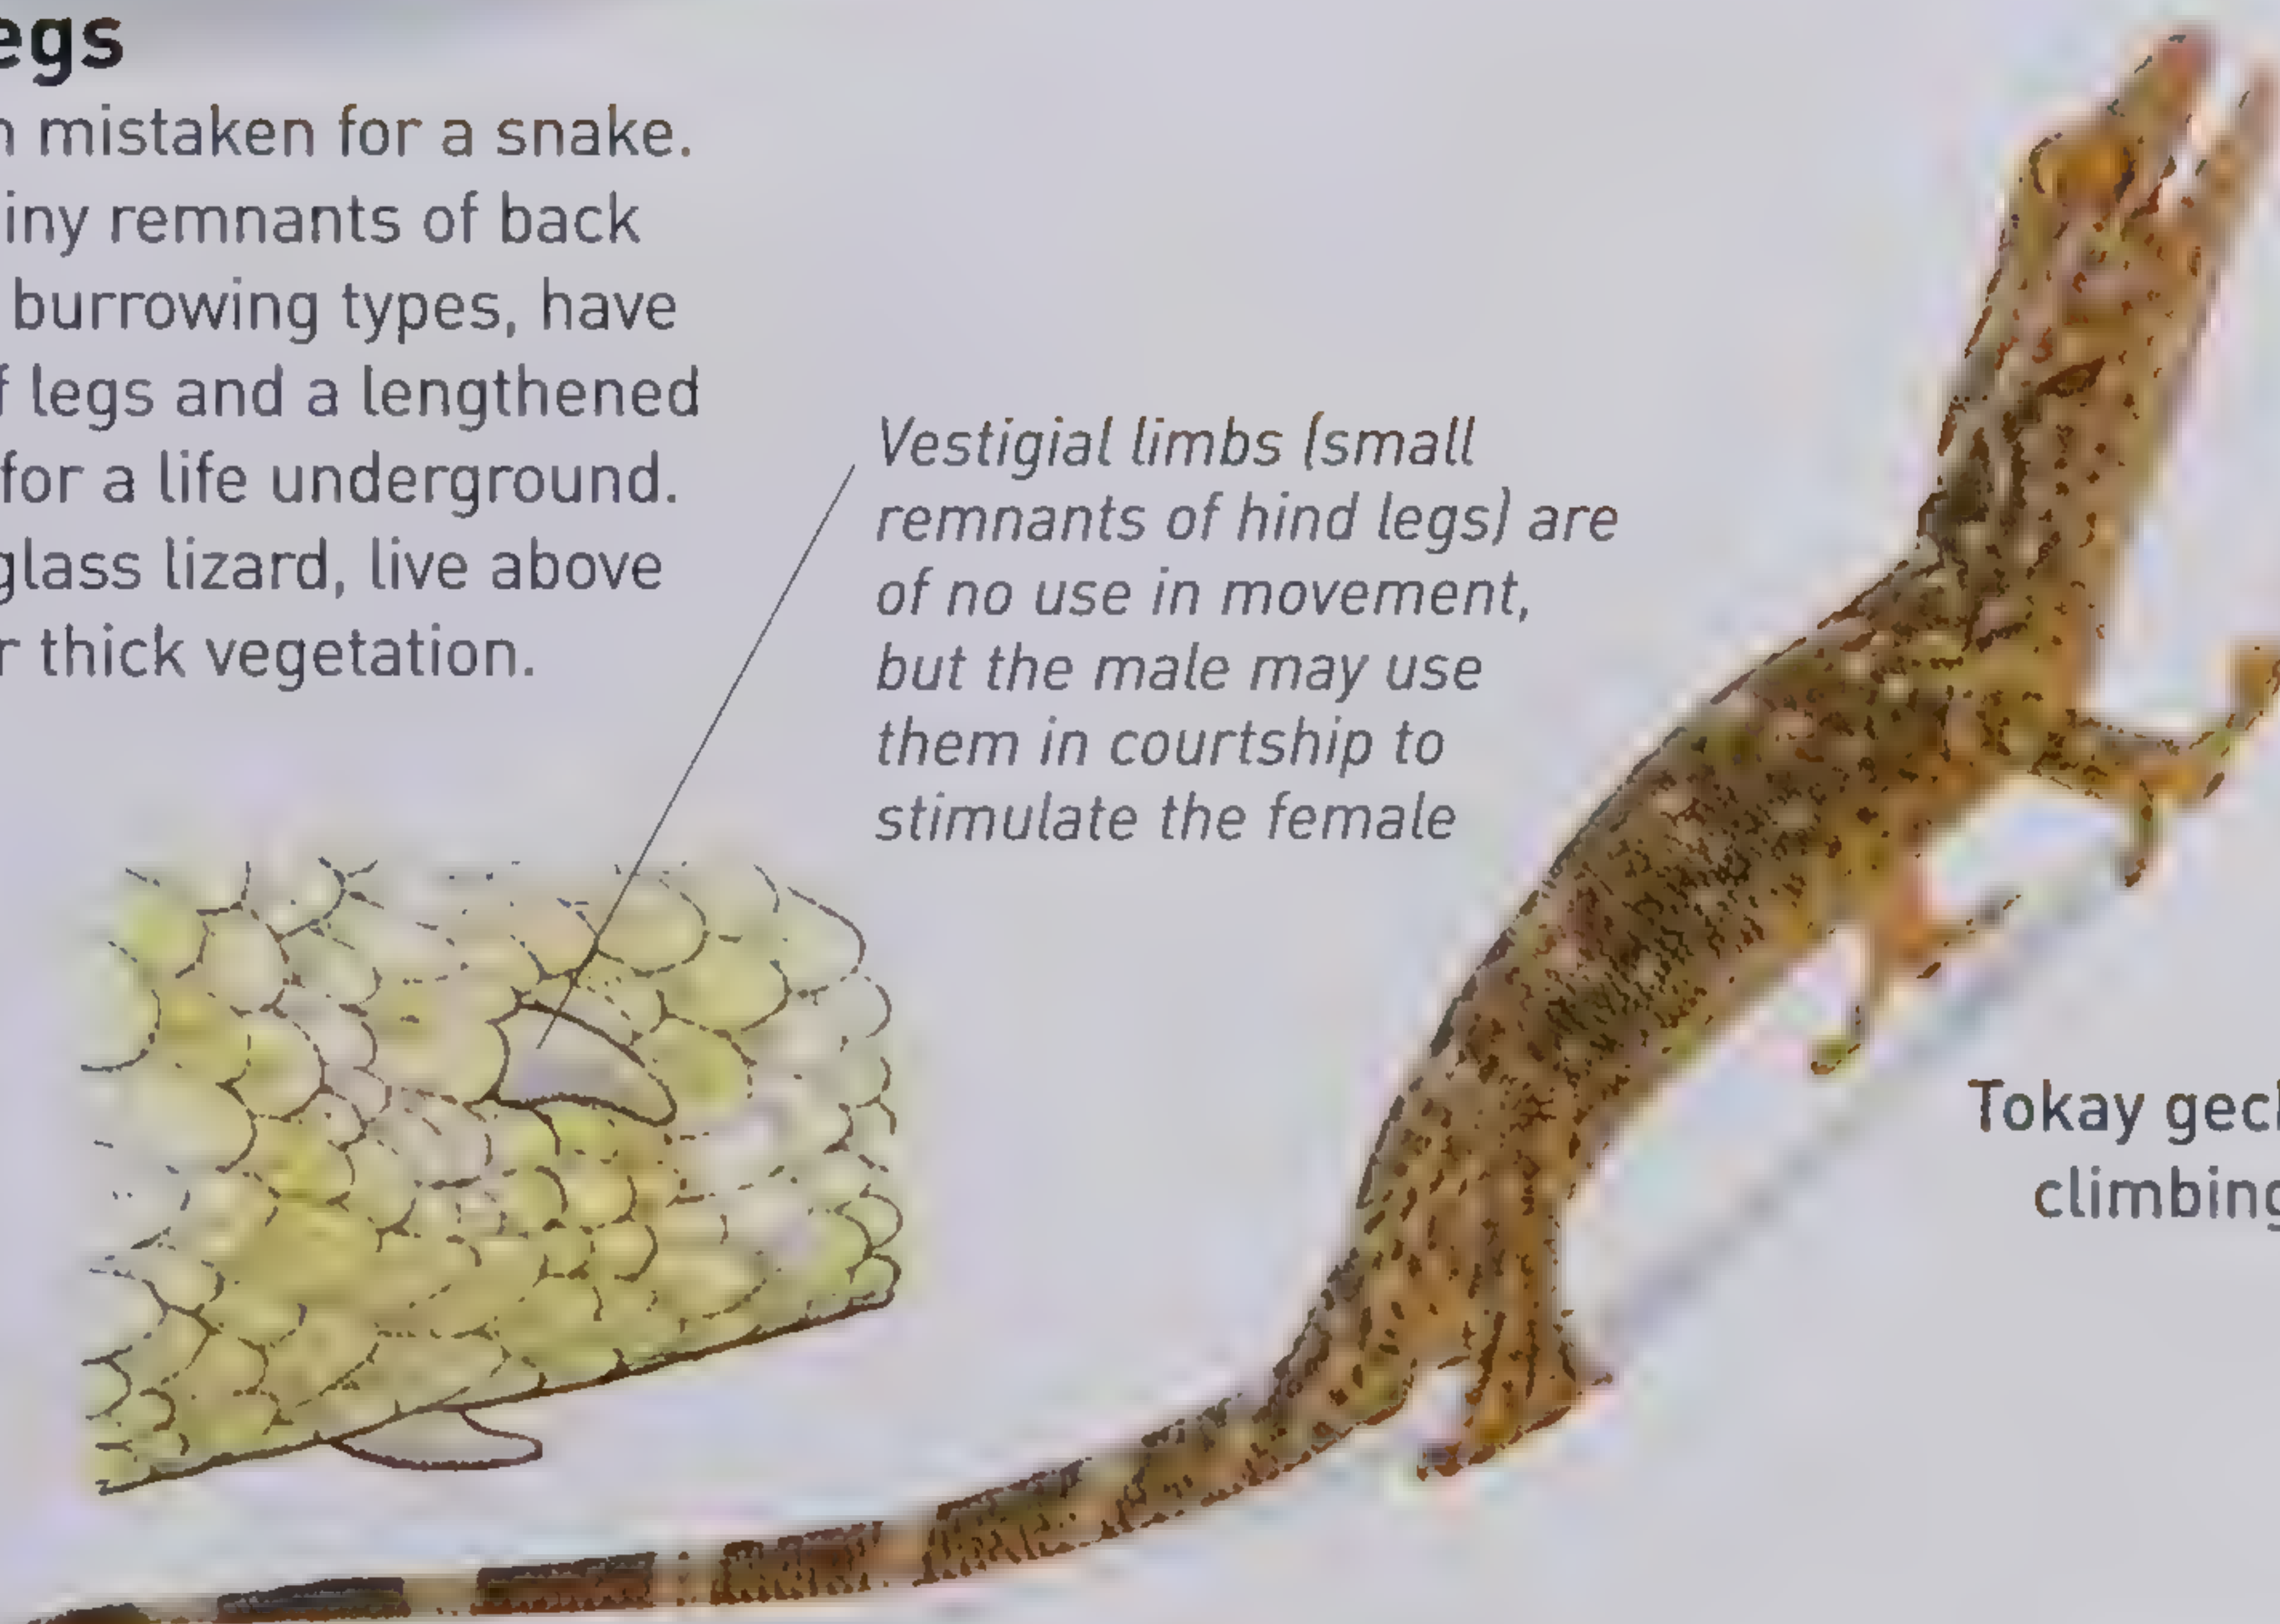 egs
mistaken for a snake.
iny remnants of back
burrowing types, have
f legs and a lengthened
for a life underground.
glass lizard, live above
r thick vegetation.
Vestigial limbs (small
remnants of hind legs) are
of no use in movement,
but the male may use
them in courtship to
stimulate the female
Tokay gec
climbing